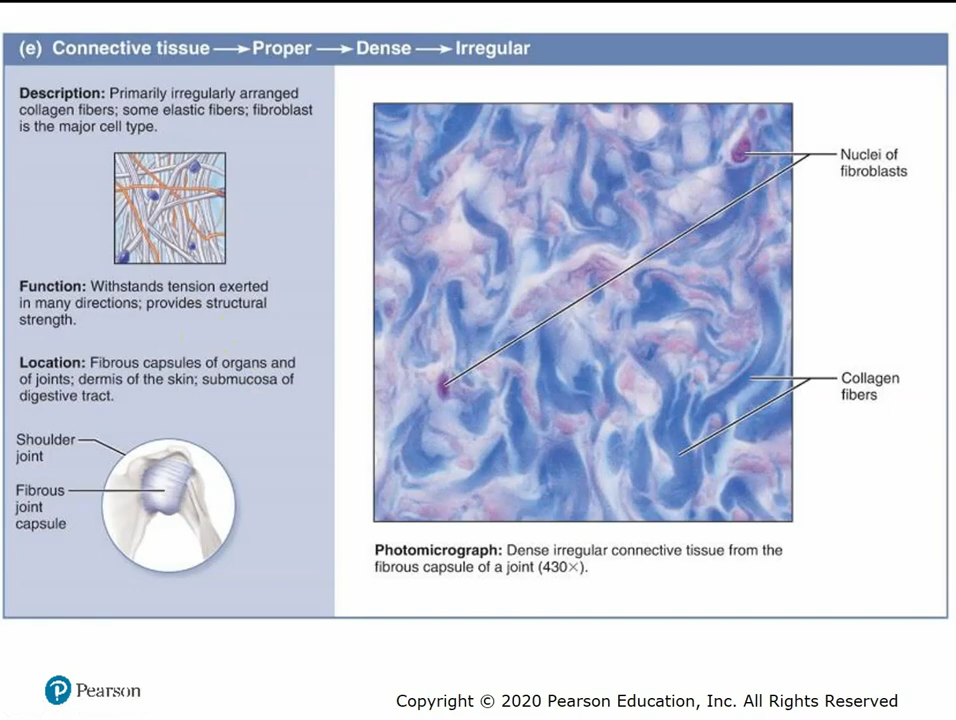 (e) Connective tissue → Proper → Dense → Irregular
Description: Primarily irregularly arranged
collagen fibers; some elastic fibers; fibroblast
is the major cell type.
Function: Withstands tension exerted
in many directions; provides structural
strength.
Location: Fibrous capsules of organs and
of joints; dermis of the skin; submucosa of
digestive tract.
Shoulder
joint
Fibrous
joint
capsule
Nuclei of
fibroblasts
Collagen
fibers
Photomicrograph: Dense irregular connective tissue from the
fibrous capsule of a joint (430×).
P Pearson
Copyright © 2020 Pearson Education, Inc. All Rights Reserved